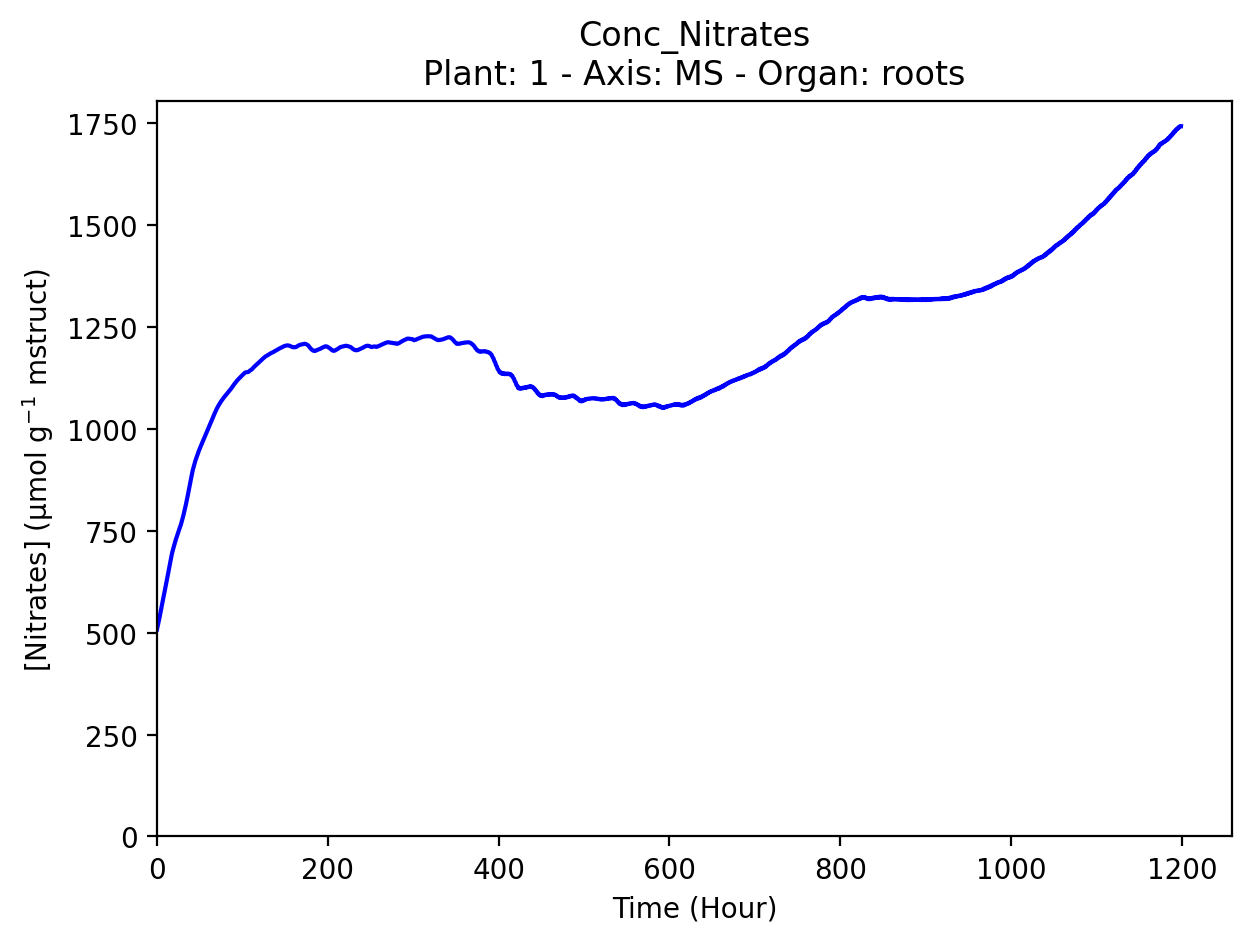 Conc_Nitrates
Plant: 1 - Axis: MS - Organ: roots
1750
1500
1250
1000
750
500
250
0
[Nitrates] (µmol g⁻¹ mstruct)
0 200 400 600 800 1000 1200
Time (Hour)